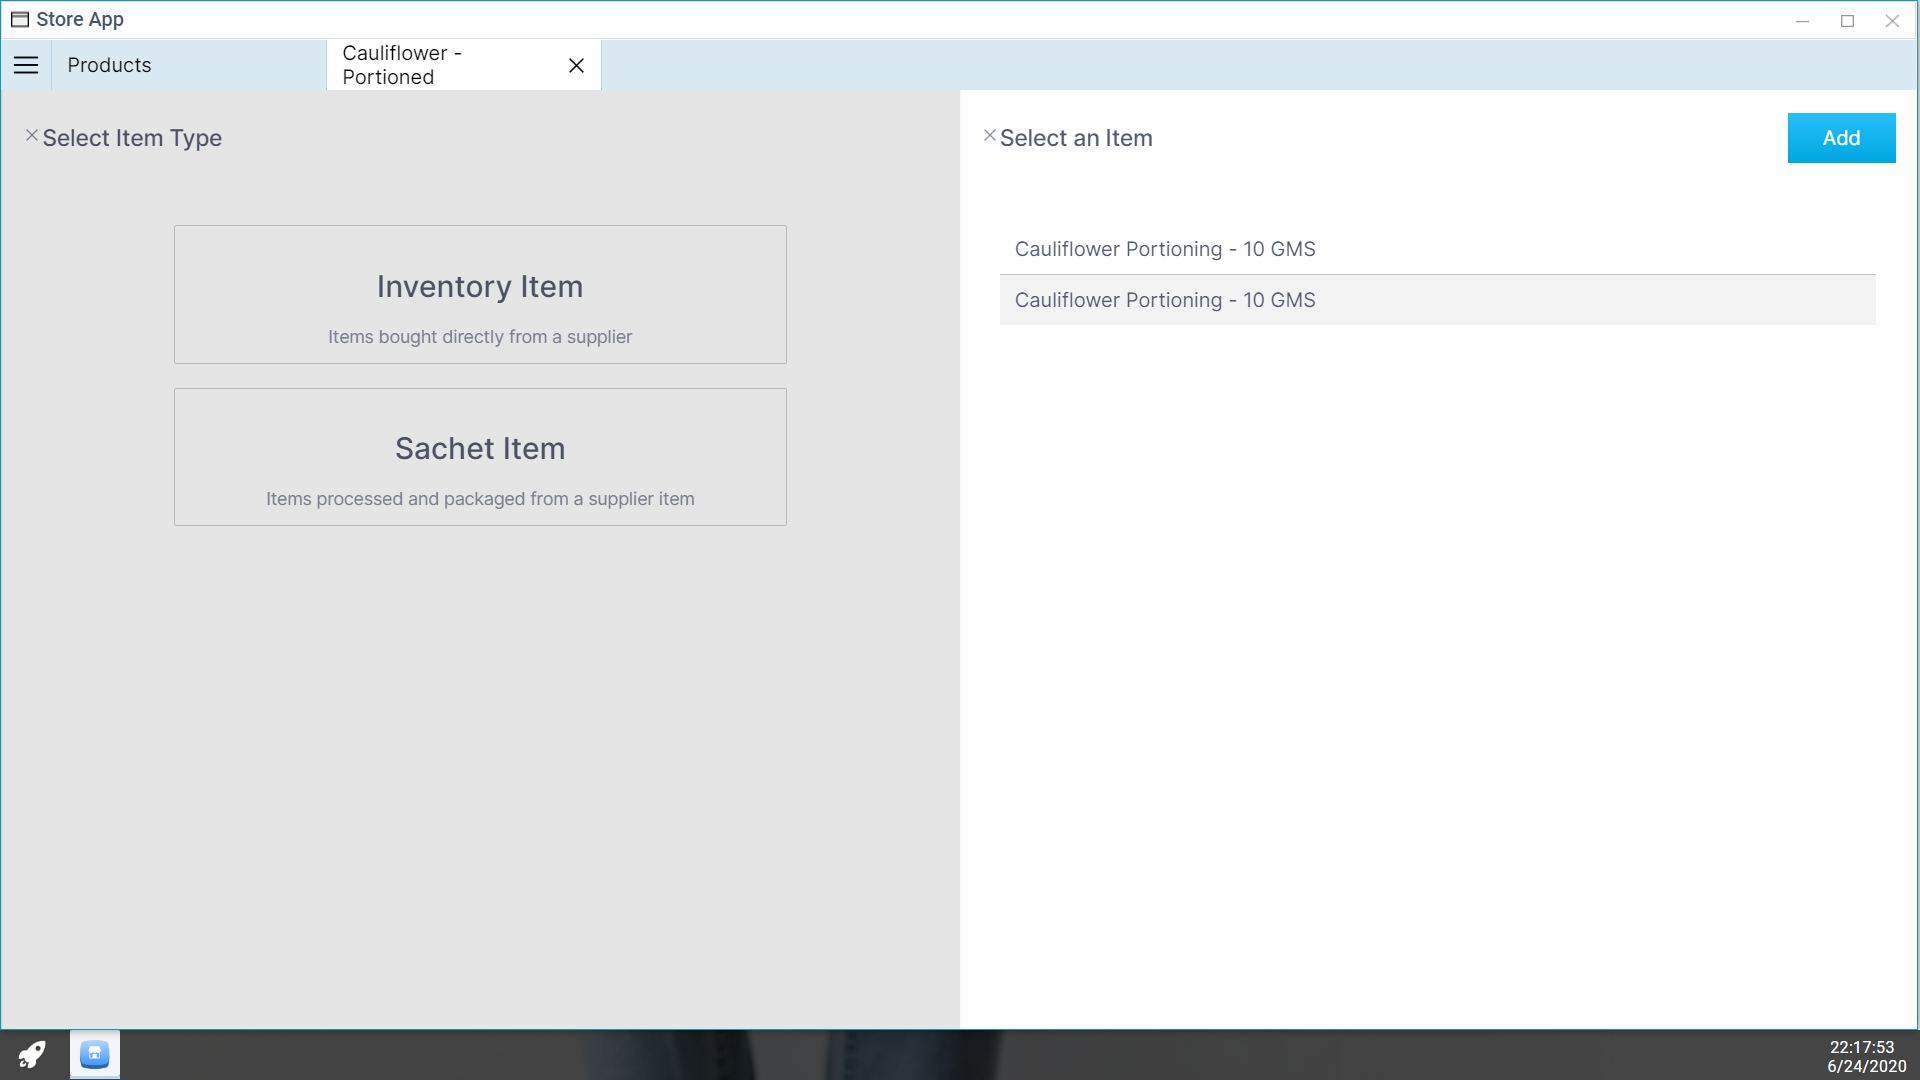 Store App
Products
Cauliflower -
Portioned
Select Item Type
Inventory Item
Items bought directly from a supplier
Sachet Item
Items processed and packaged from a supplier item
Select an Item
Add
Cauliflower Portioning - 10 GMS
Cauliflower Portioning - 10 GMS
22:17:53
6/24/2020